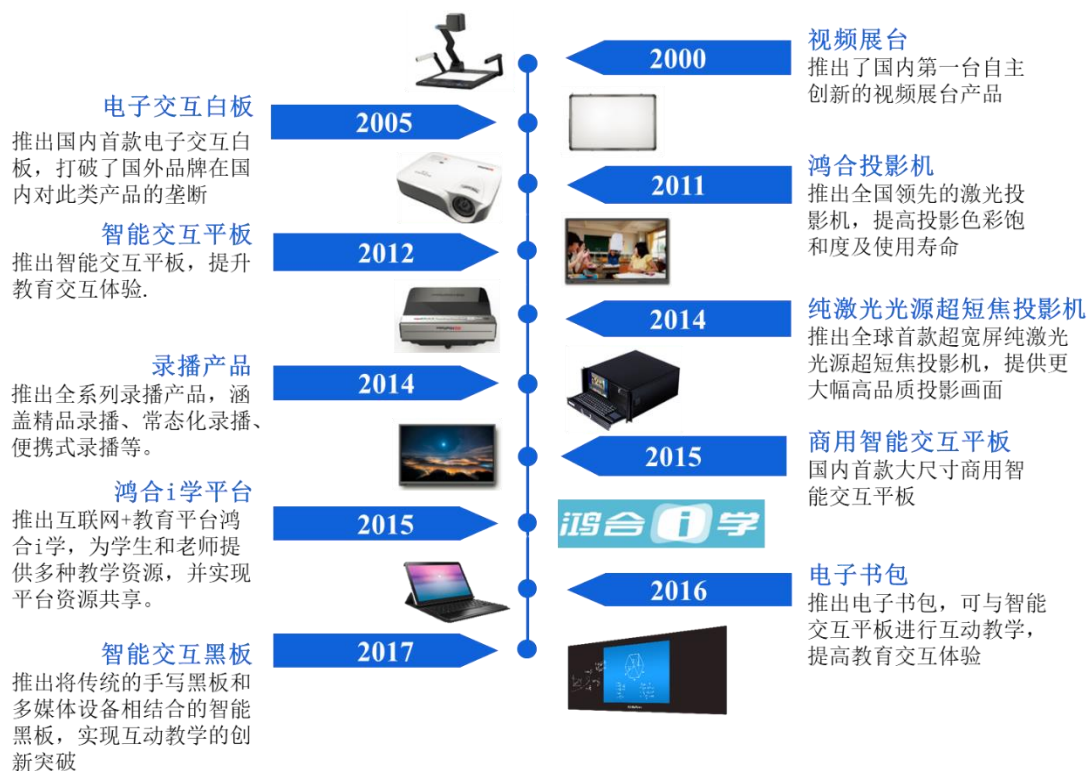 2000
视频展台
推出了国内第一台自主
创新的视频展台产品
电子交互白板
推出国内首款电子交互白
板，打破了国外品牌在国
内对此类产品的垄断
2005
2011
鸿合投影机
推出全国领先的激光投
影机，提高投影色彩饱
和度及使用寿命
智能交互平板
推出智能交互平板，提升
教育交互体验.
2012
2014
纯激光光源超短焦投影机
推出全球首款超宽屏纯激光
光源超短焦投影机，提供更
大幅高品质投影画面
录播产品
推出全系列录播产品，涵
盖精品录播、常态化录播、
便携式录播等。
2014
2015
商用智能交互平板
国内首款大尺寸商用智
能交互平板
鸿合i学平台
推出互联网+教育平台鸿
合i学，为学生和老师提
供多种教学资源，并实现
平台资源共享。
2015
鸿合i学
2016
电子书包
推出电子书包，可与智能
交互平板进行互动教学，
提高教育交互体验
智能交互黑板
推出将传统的手写黑板和
多媒体设备相结合的智能
黑板，实现互动教学的创
新突破
2017